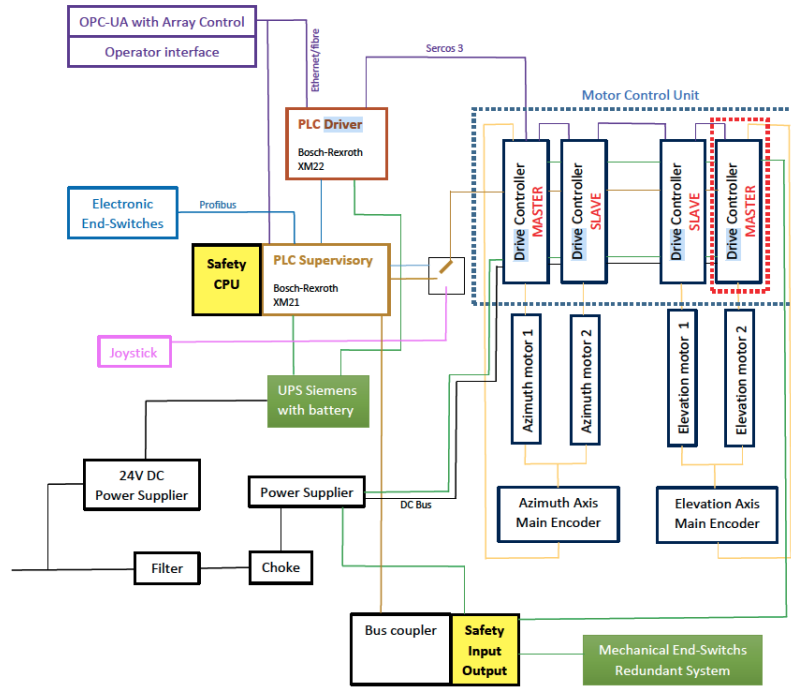 OPC-UA with Array Control
Operator interface
Ethernet/fibre
Sercos 3
Motor Control Unit
PLC Driver
Bosch-Rexroth
XM22
Drive Controller
MASTER
Drive Controller
SLAVE
Drive Controller
SLAVE
Drive Controller
MASTER
Electronic
End-Switches
Profibus
Safety
CPU
PLC Supervisory
Bosch-Rexroth
XM21
Joystick
Azimuth motor 1
Azimuth motor 2
Elevation motor 1
Elevation motor 2
UPS Siemens
with battery
24V DC
Power Supplier
Power Supplier
DC Bus
Azimuth Axis
Main Encoder
Elevation Axis
Main Encoder
Filter
Choke
Bus coupler
Safety
Input
Output
Mechanical End-Switchs
Redundant System